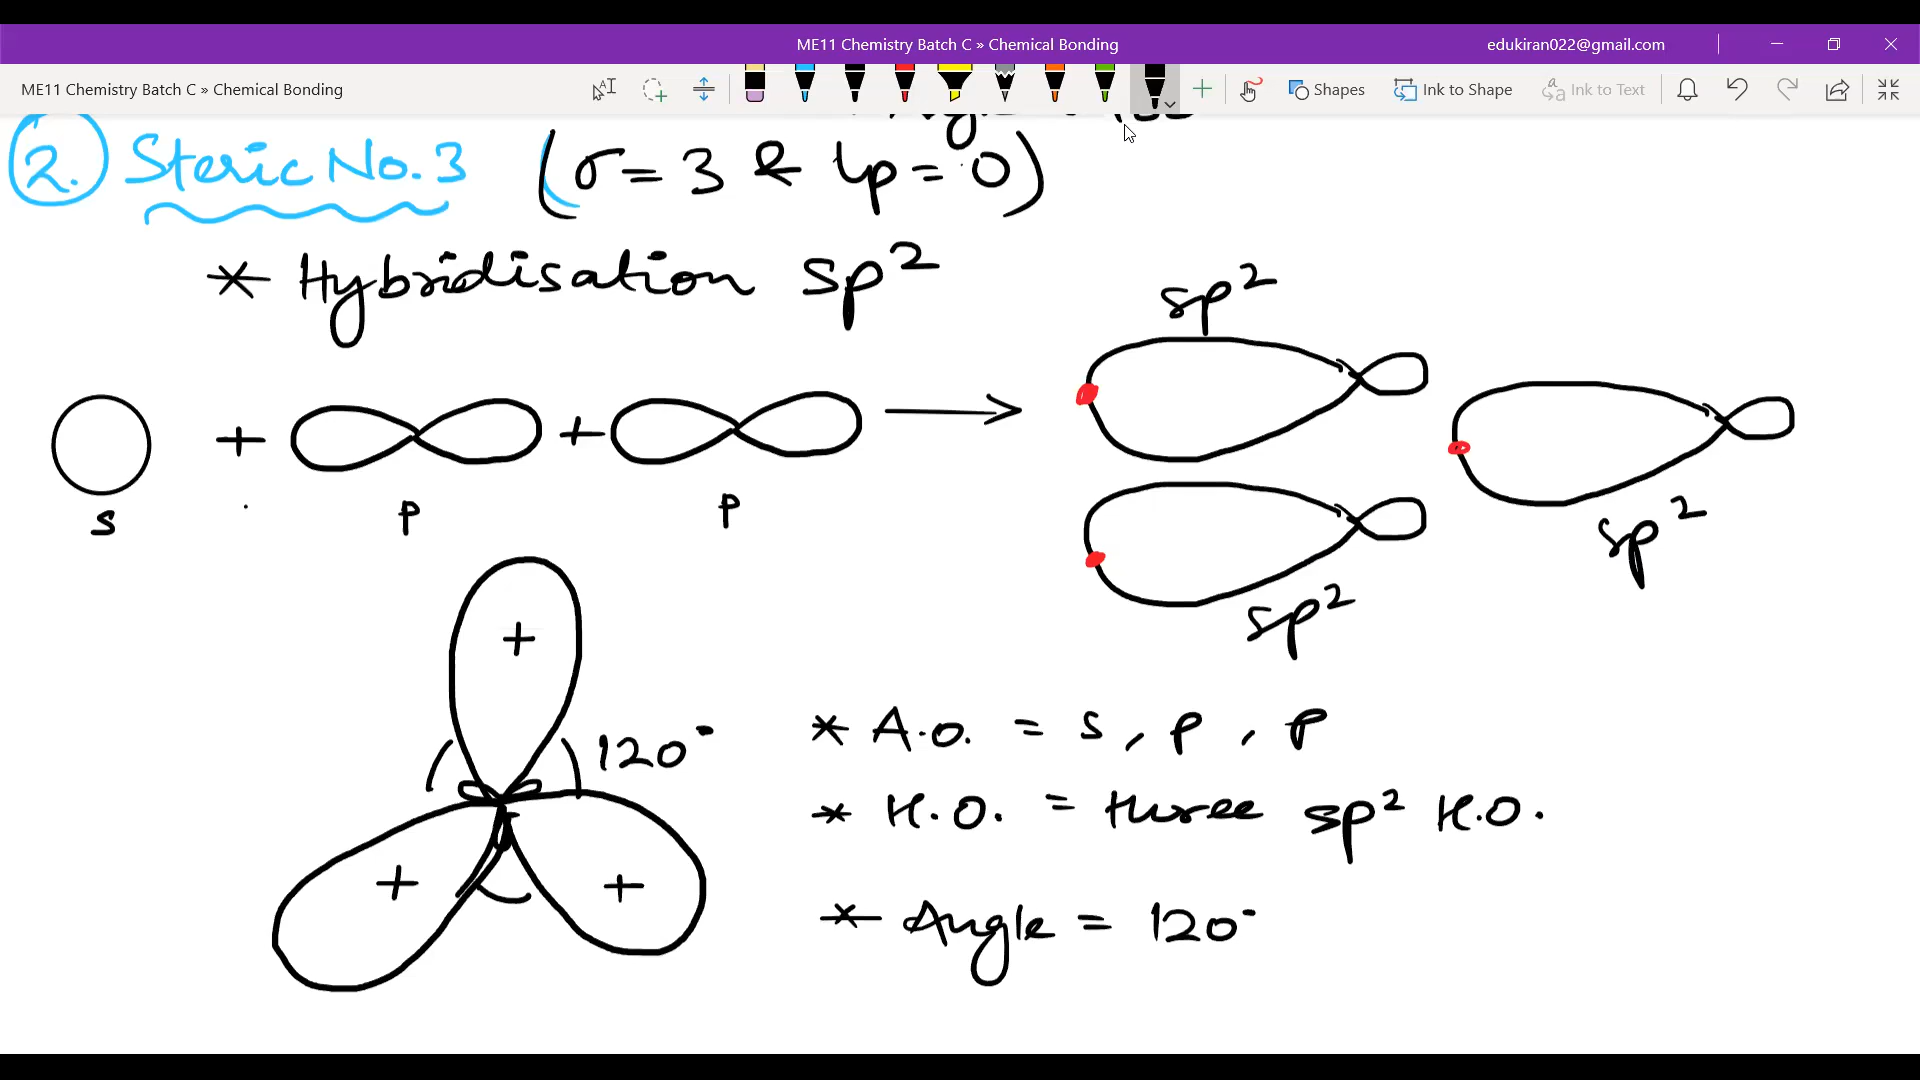 ME11 Chemistry Batch C » Chemical Bonding
edukiran022@gmail.com
ME11 Chemistry Batch C » Chemical Bonding
Shapes
Ink to Shape
Ink to Text
2. Steric No. 3 (σ = 3 & lp = 0)
* Hybridisation sp²
sp²
+ + →
s p p
sp²
sp²
+
120°
+ +
* A.O. = s, p, p
* H.O. = three sp² H.O.
* Angle = 120°